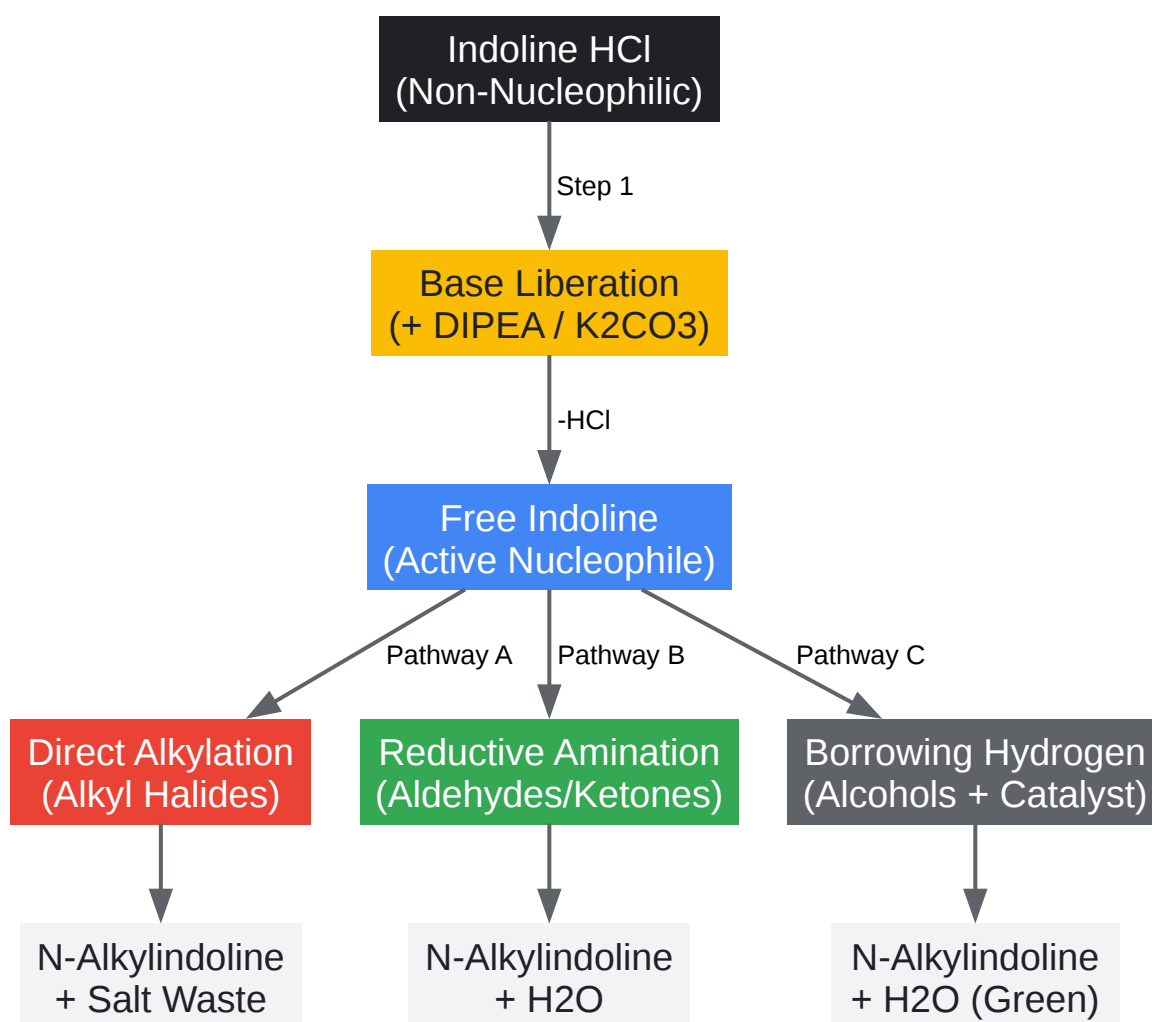 Indoline HCl
(Non-Nucleophilic)
Step 1
Base Liberation
(+ DIPEA / K2CO3)
-HCl
Free Indoline
(Active Nucleophile)
Pathway A
Pathway B
Pathway C
Direct Alkylation
(Alkyl Halides)
Reductive Amination
(Aldehydes/Ketones)
Borrowing Hydrogen
(Alcohols + Catalyst)
N-Alkylindoline
+ Salt Waste
N-Alkylindoline
+ H2O
N-Alkylindoline
+ H2O (Green)